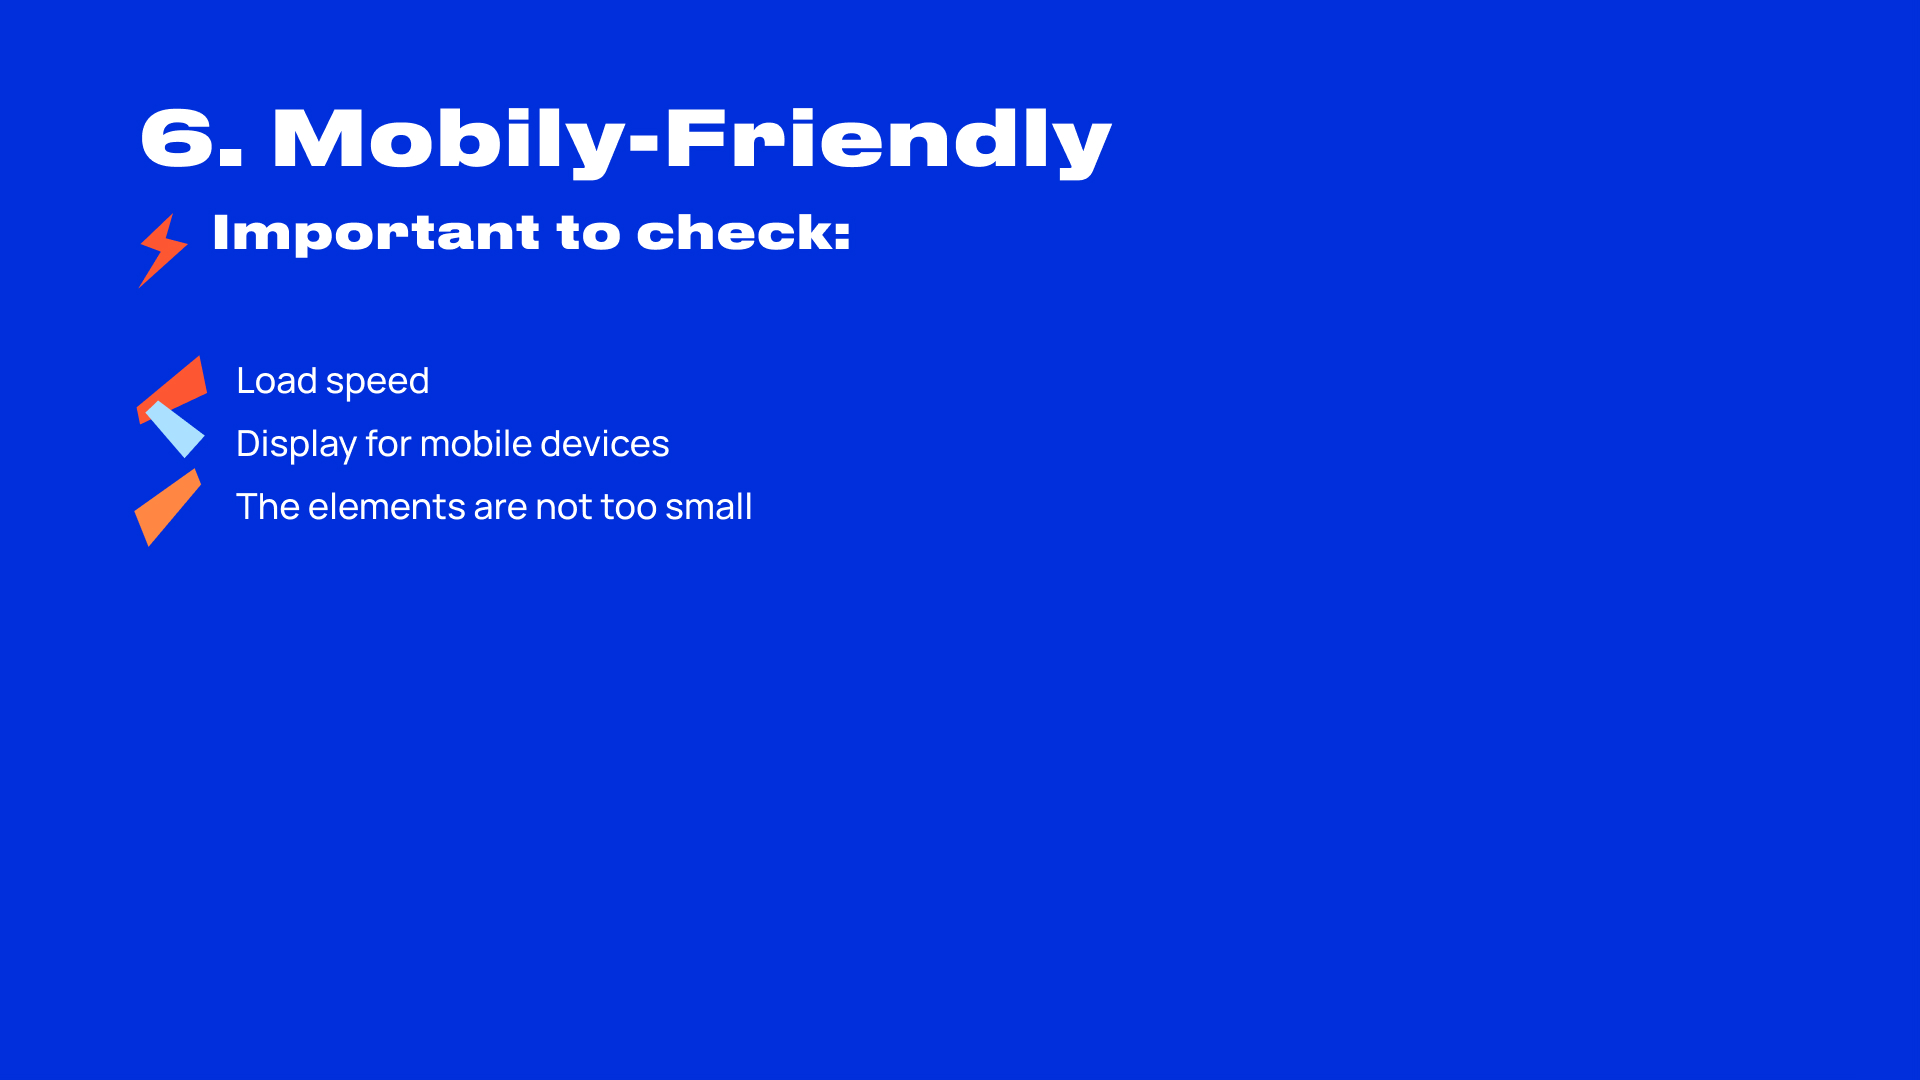 6. Mobily-Friendly
Important to check:
Load speed
Display for mobile devices
The elements are not too small